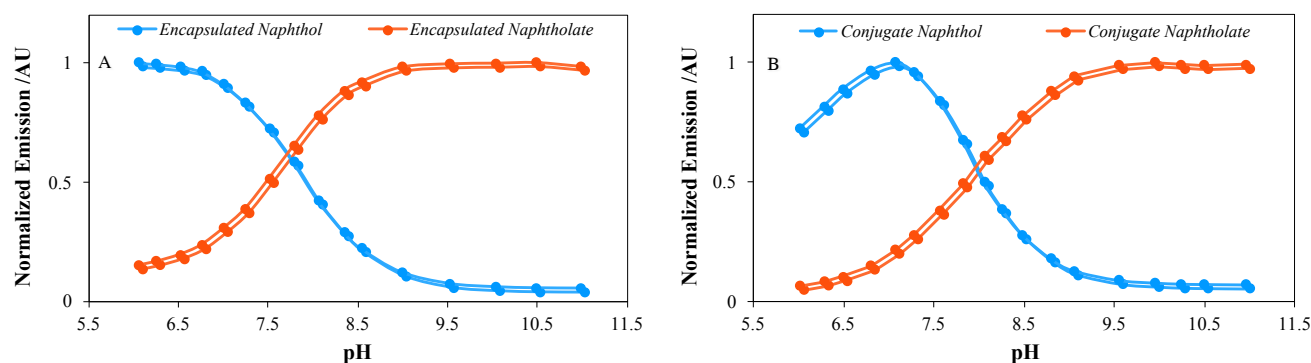 Encapsulated Naphthol Encapsulated Naphtholate
A
Normalized Emission /AU
1
0.5
0
5.5 6.5 7.5 8.5 9.5 10.5 11.5
pH
Conjugate Naphthol Conjugate Naphtholate
B
Normalized Emission /AU
1
0.5
0
5.5 6.5 7.5 8.5 9.5 10.5 11.5
pH